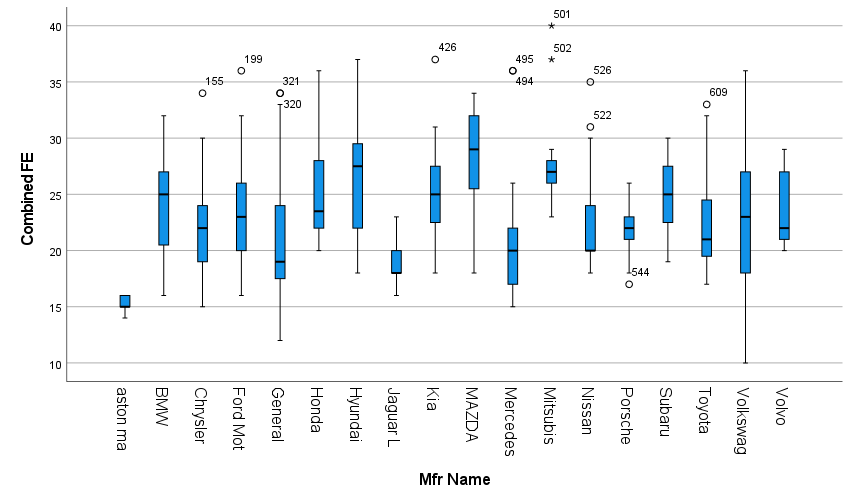 Combined FE
40
35
30
25
20
15
10
501
502
426
199
495
494
155
321
320
526
522
609
544
aston ma
BMW
Chrysler
Ford Mot
General
Honda
Hyundai
Jaguar L
Kia
MAZDA
Mercedes
Mitsubis
Nissan
Porsche
Subaru
Toyota
Volkswag
Volvo
Mfr Name